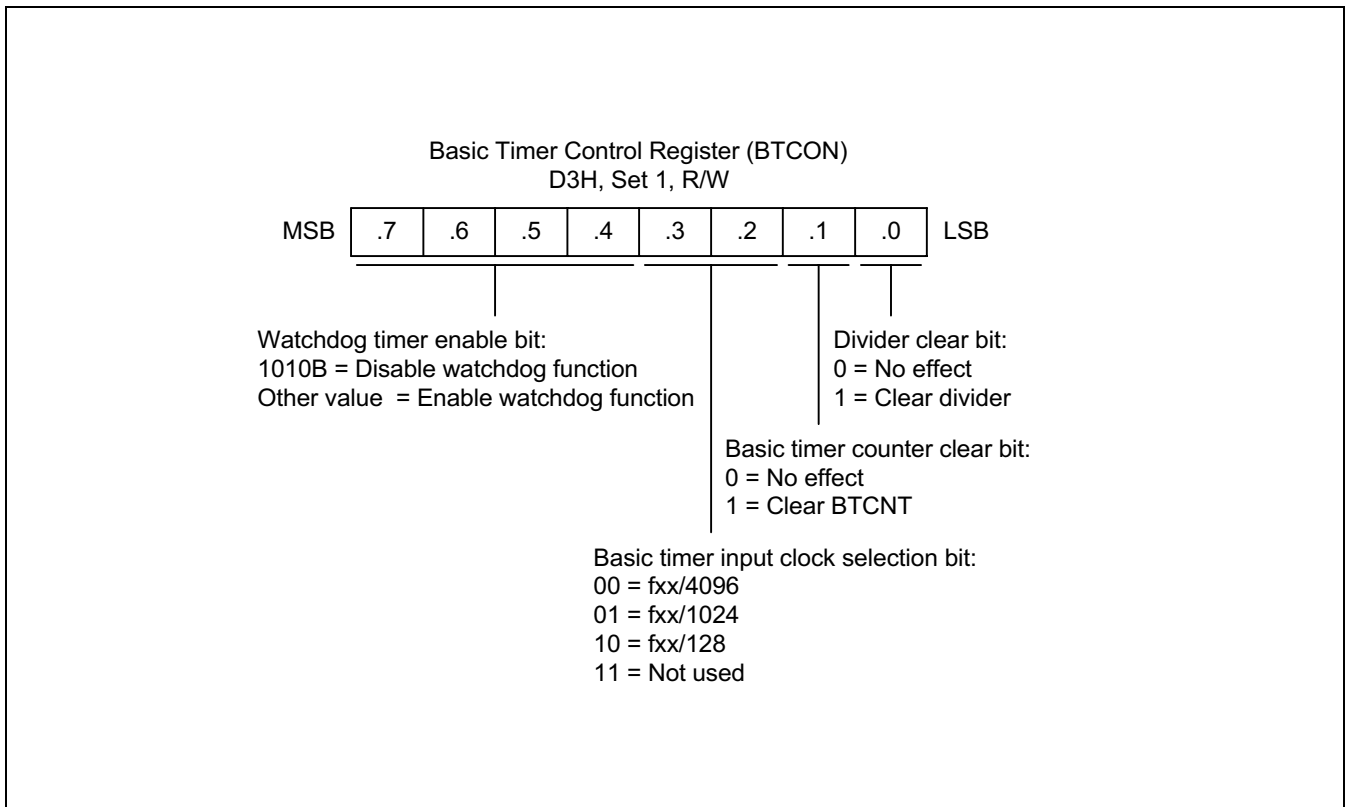 Basic Timer Control Register (BTCON)
D3H, Set 1, R/W
MSB .7 .6 .5 .4 .3 .2 .1 .0 LSB
Watchdog timer enable bit:
1010B = Disable watchdog function
Other value = Enable watchdog function
Divider clear bit:
0 = No effect
1 = Clear divider
Basic timer counter clear bit:
0 = No effect
1 = Clear BTCNT
Basic timer input clock selection bit:
00 = fxx/4096
01 = fxx/1024
10 = fxx/128
11 = Not used